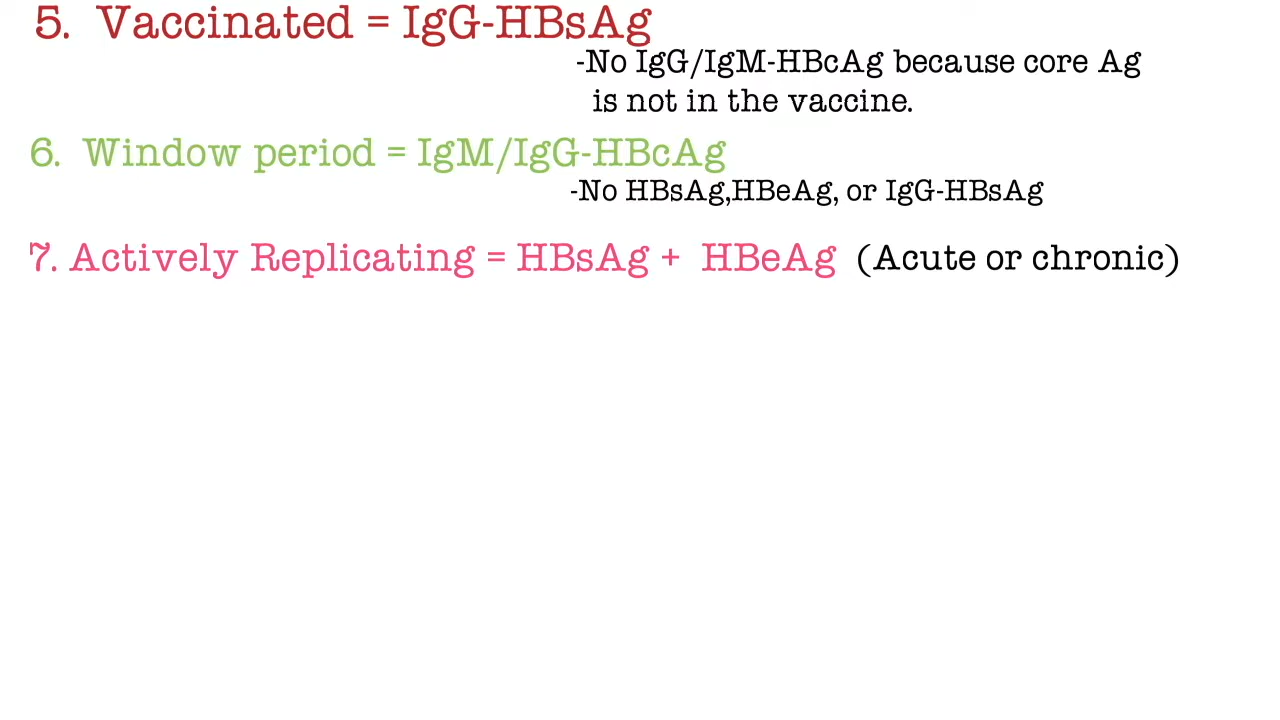 5. Vaccinated = IgG-HBsAg
-No IgG/IgM-HBcAg because core Ag
is not in the vaccine.
6. Window period = IgM/IgG-HBcAg
-No HBsAg,HBeAg, or IgG-HBsAg
7. Actively Replicating = HBsAg + HBeAg (Acute or chronic)